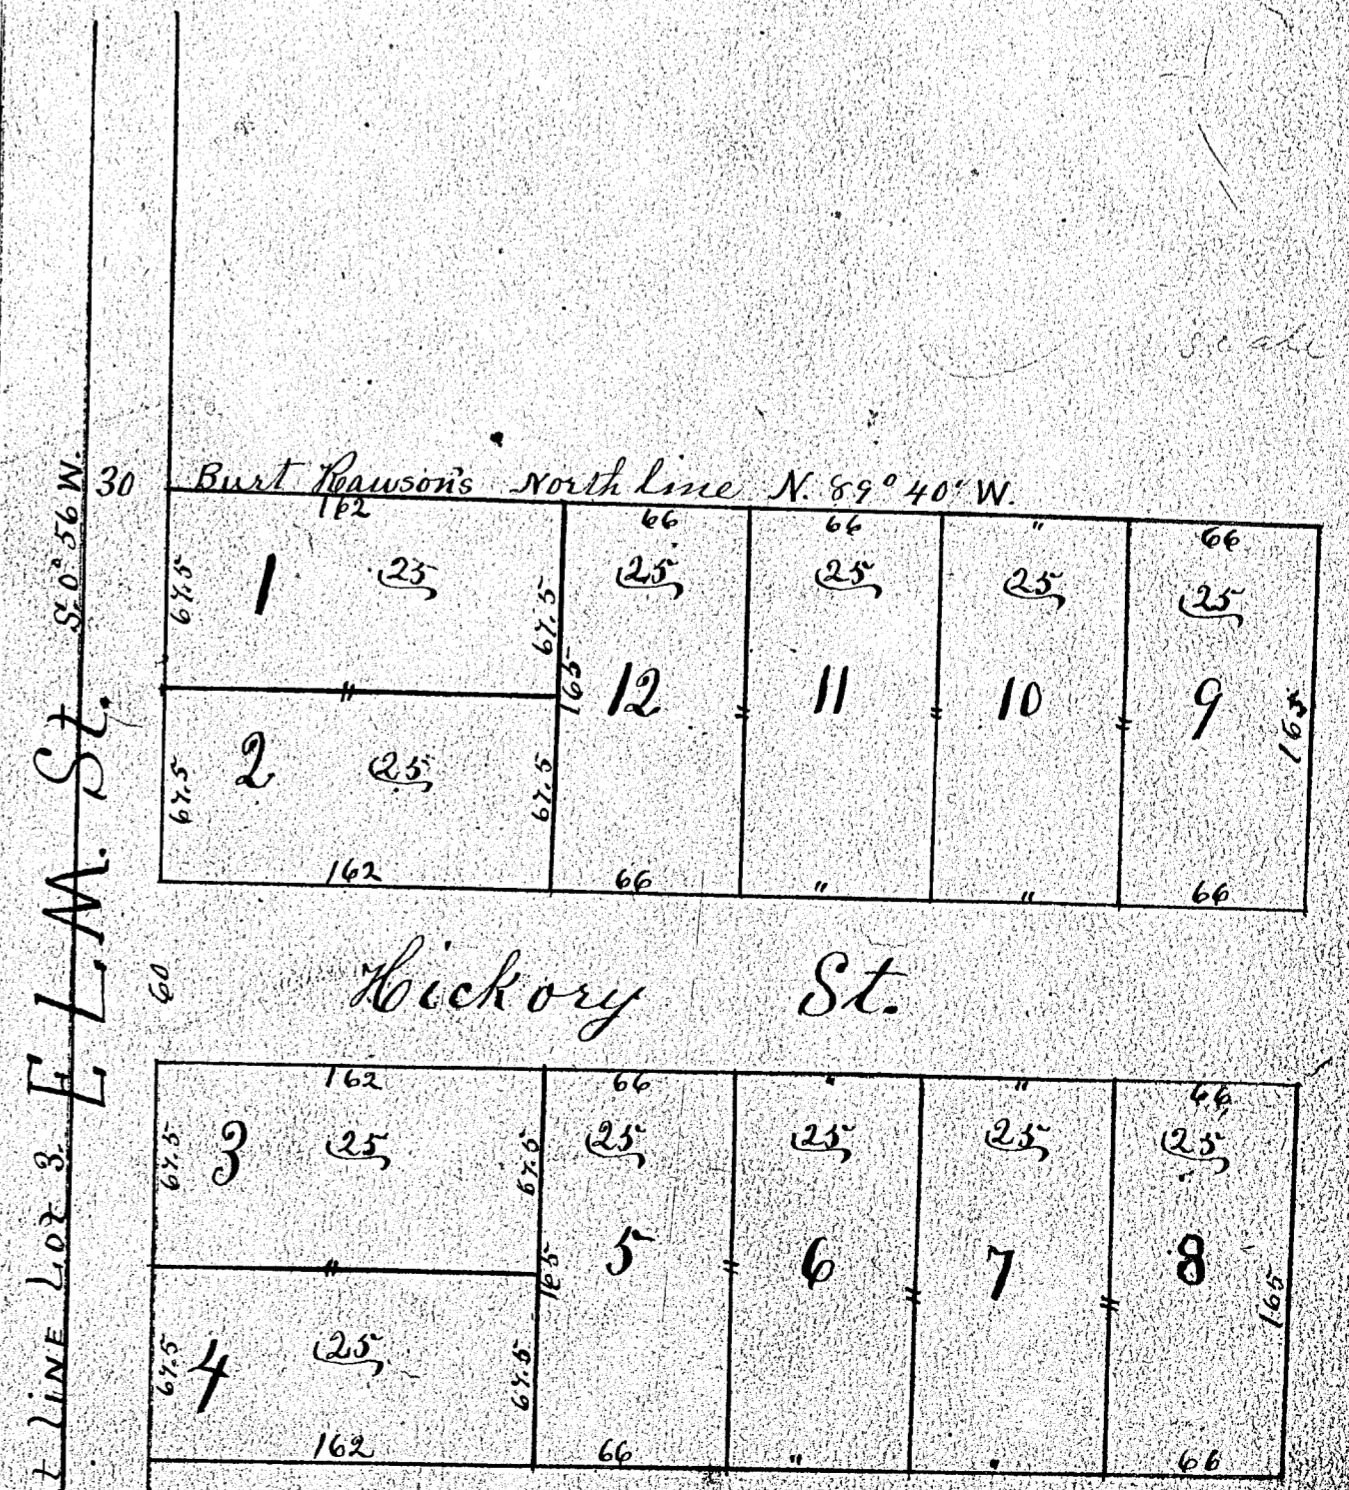 S. 0° 56' W.
30
Burt Rawson's North line N. 89° 40' W.
162 66 66 " 66
1 25 25 25 25 25
67.5 67.5
165 12 11 10 9 165
2 25
67.5 67.5
162 66 " " 66
ELM. St.
60 Hickory St.
162 66 " " 66
3 25 25 25 25 25
67.5 67.5
165 5 6 7 8 165
4 25
67.5 67.5
162 66 " " 66
LINE LOT 3.